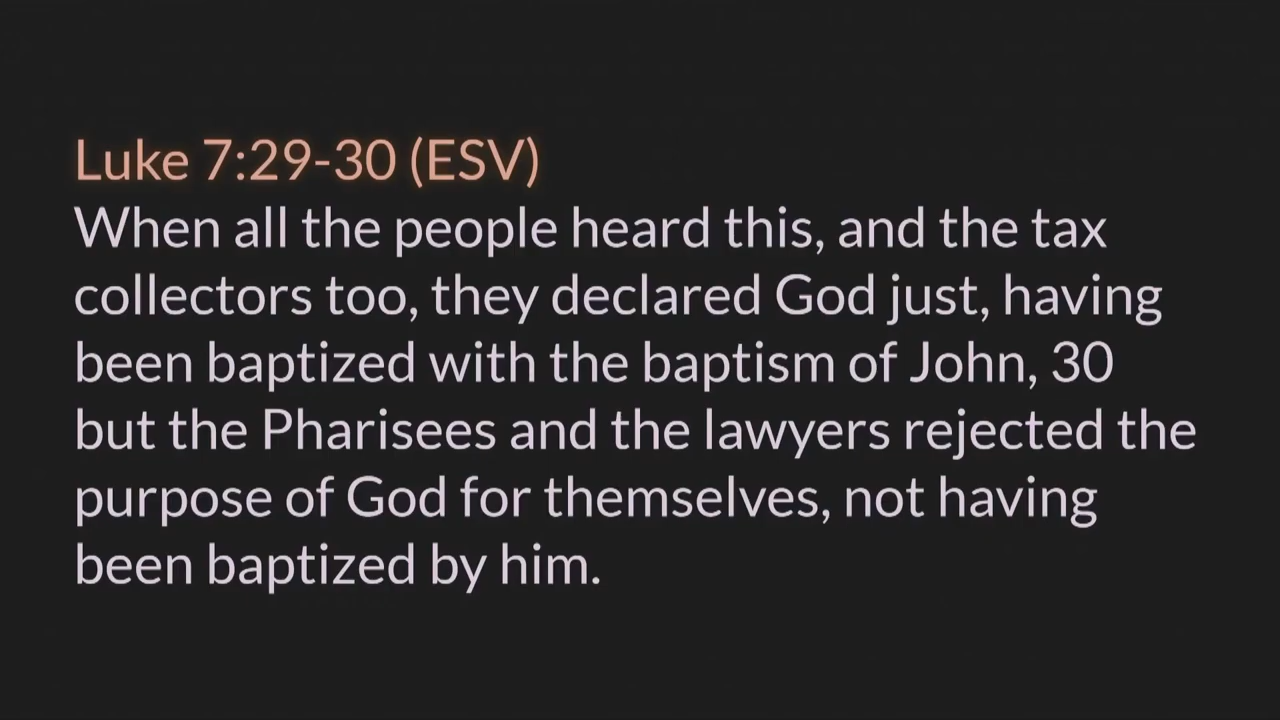 Luke 7:29-30 (ESV)
When all the people heard this, and the tax
collectors too, they declared God just, having
been baptized with the baptism of John, 30
but the Pharisees and the lawyers rejected the
purpose of God for themselves, not having
been baptized by him.